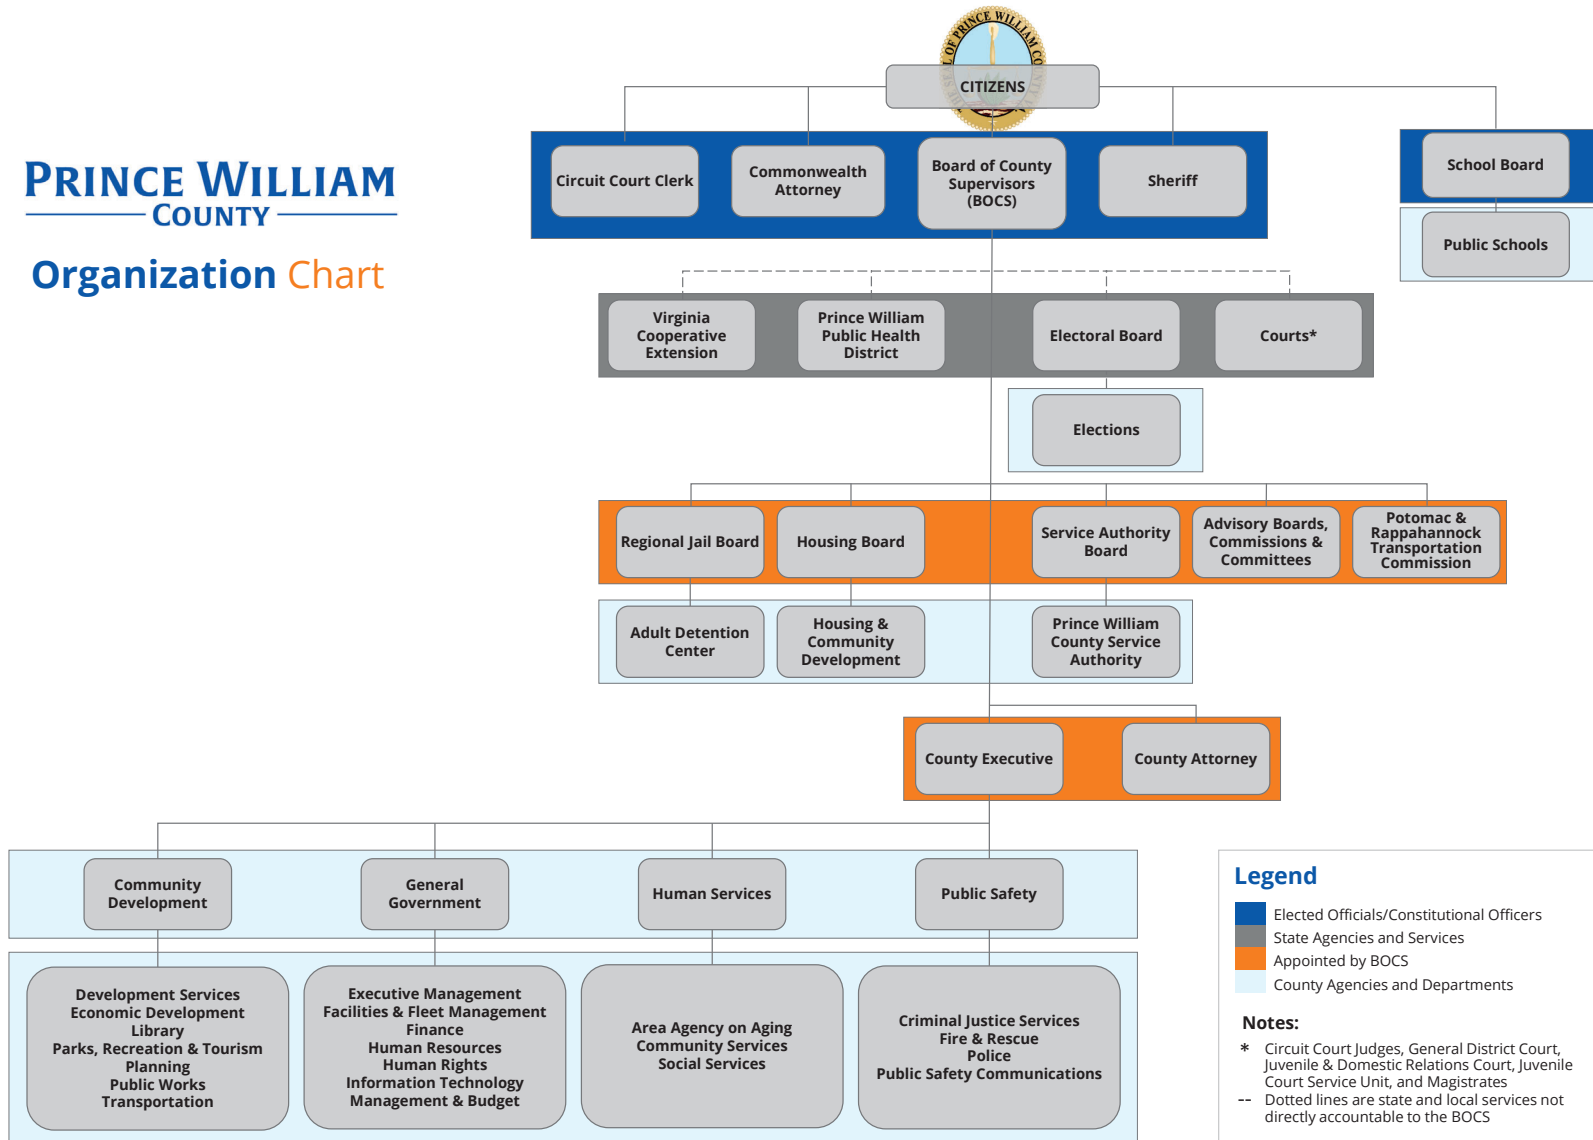 SEAL OF PRINCE WILLIAM CO
CITIZENS
PRINCE WILLIAM
COUNTY
Organization Chart
Circuit Court Clerk
Commonwealth
Attorney
Board of County
Supervisors
(BOCS)
Sheriff
School Board
Public Schools
Virginia
Cooperative
Extension
Prince William
Public Health
District
Electoral Board
Courts*
Elections
Regional Jail Board
Housing Board
Service Authority
Board
Advisory Boards,
Commissions &
Committees
Potomac &
Rappahannock
Transportation
Commission
Adult Detention
Center
Housing &
Community
Development
Prince William
County Service
Authority
County Executive
County Attorney
Community
Development
General
Government
Human Services
Public Safety
Development Services
Economic Development
Library
Parks, Recreation & Tourism
Planning
Public Works
Transportation
Executive Management
Facilities & Fleet Management
Finance
Human Resources
Human Rights
Information Technology
Management & Budget
Area Agency on Aging
Community Services
Social Services
Criminal Justice Services
Fire & Rescue
Police
Public Safety Communications
Legend
Elected Officials/Constitutional Officers
State Agencies and Services
Appointed by BOCS
County Agencies and Departments
Notes:
* Circuit Court Judges, General District Court,
Juvenile & Domestic Relations Court, Juvenile
Court Service Unit, and Magistrates
-- Dotted lines are state and local services not
directly accountable to the BOCS